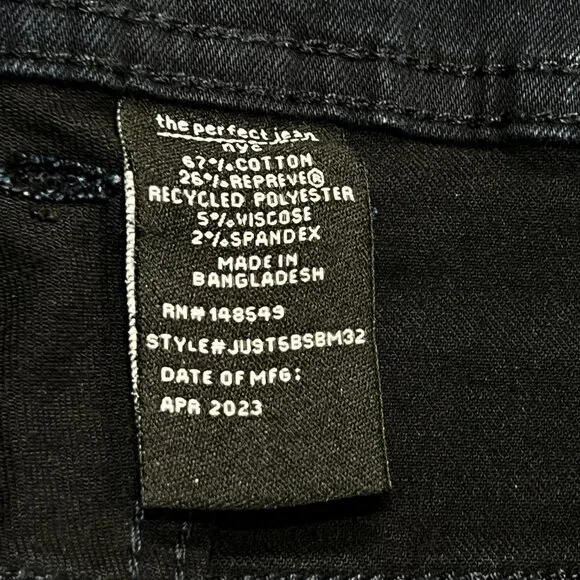 the perfect jean
nyc
67%COTTON
26%REPREVE®
RECYCLED POLYESTER
5%VISCOSE
2%SPANDEX
MADE IN
BANGLADESH
RN#148549
STYLE#JU9T5BSBM32
DATE OF MFG:
APR 2023